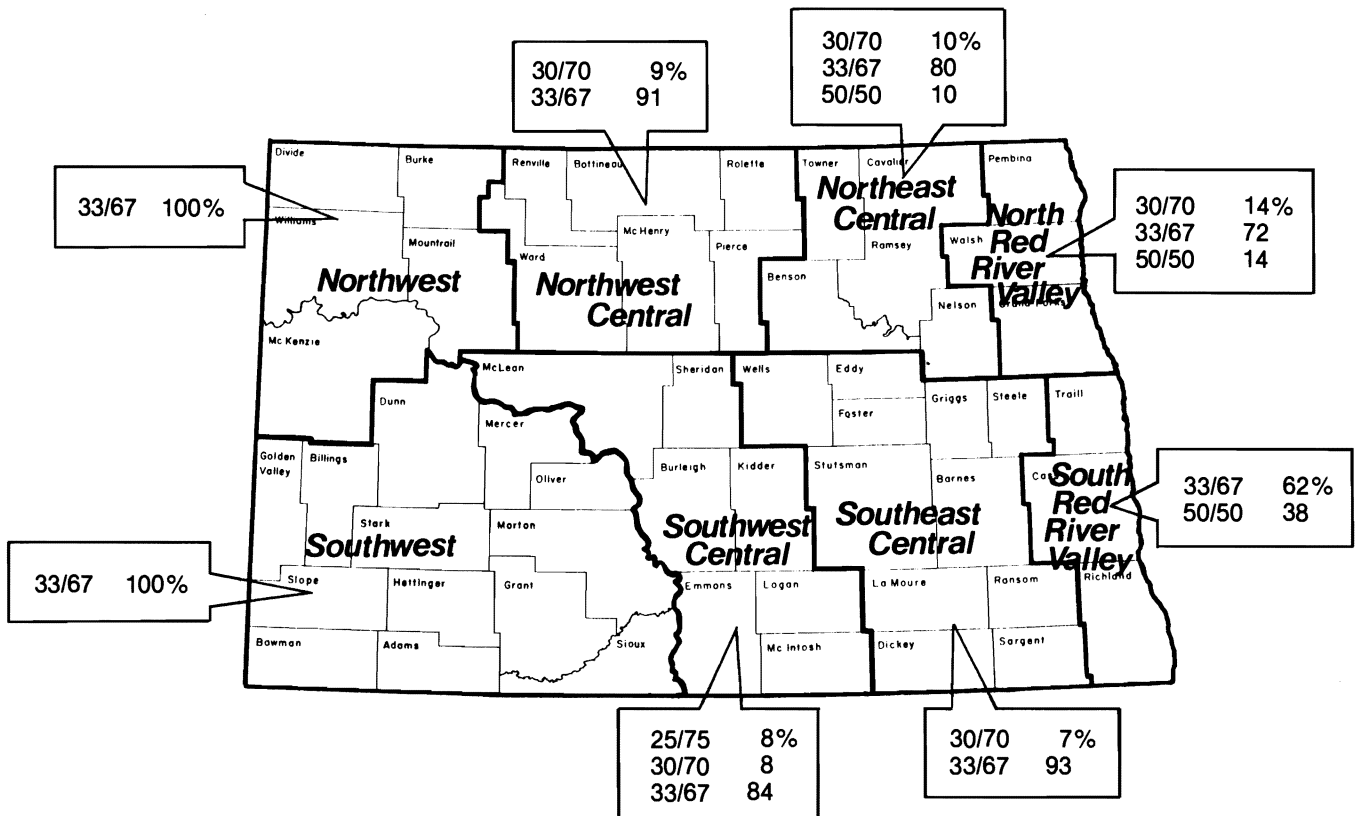 30/70 9%
33/67 91
30/70 10%
33/67 80
50/50 10
33/67 100%
30/70 14%
33/67 72
50/50 14
Divide
Burke
Renville
Bottineau
Rolette
Towner
Cavalier
Pembina
Williams
Mountrail
Ward
McHenry
Pierce
Benson
Ramsey
Walsh
Nelson
Grand Forks
Northwest
Northwest
Central
Northeast
Central
North
Red
River
Valley
McKenzie
McLean
Sheridan
Wells
Eddy
Foster
Griggs
Steele
Traill
Dunn
Mercer
Oliver
Golden
Valley
Billings
Burleigh
Kidder
Stutsman
Barnes
Stark
Morton
Southwest
Southwest
Central
Southeast
Central
South
Red
River
Valley
33/67 62%
50/50 38
33/67 100%
Slope
Hettinger
Grant
Emmons
Logan
La Moure
Ransom
Richland
Bowman
Adams
Sioux
McIntosh
Dickey
Sargent
25/75 8%
30/70 8
33/67 84
30/70 7%
33/67 93